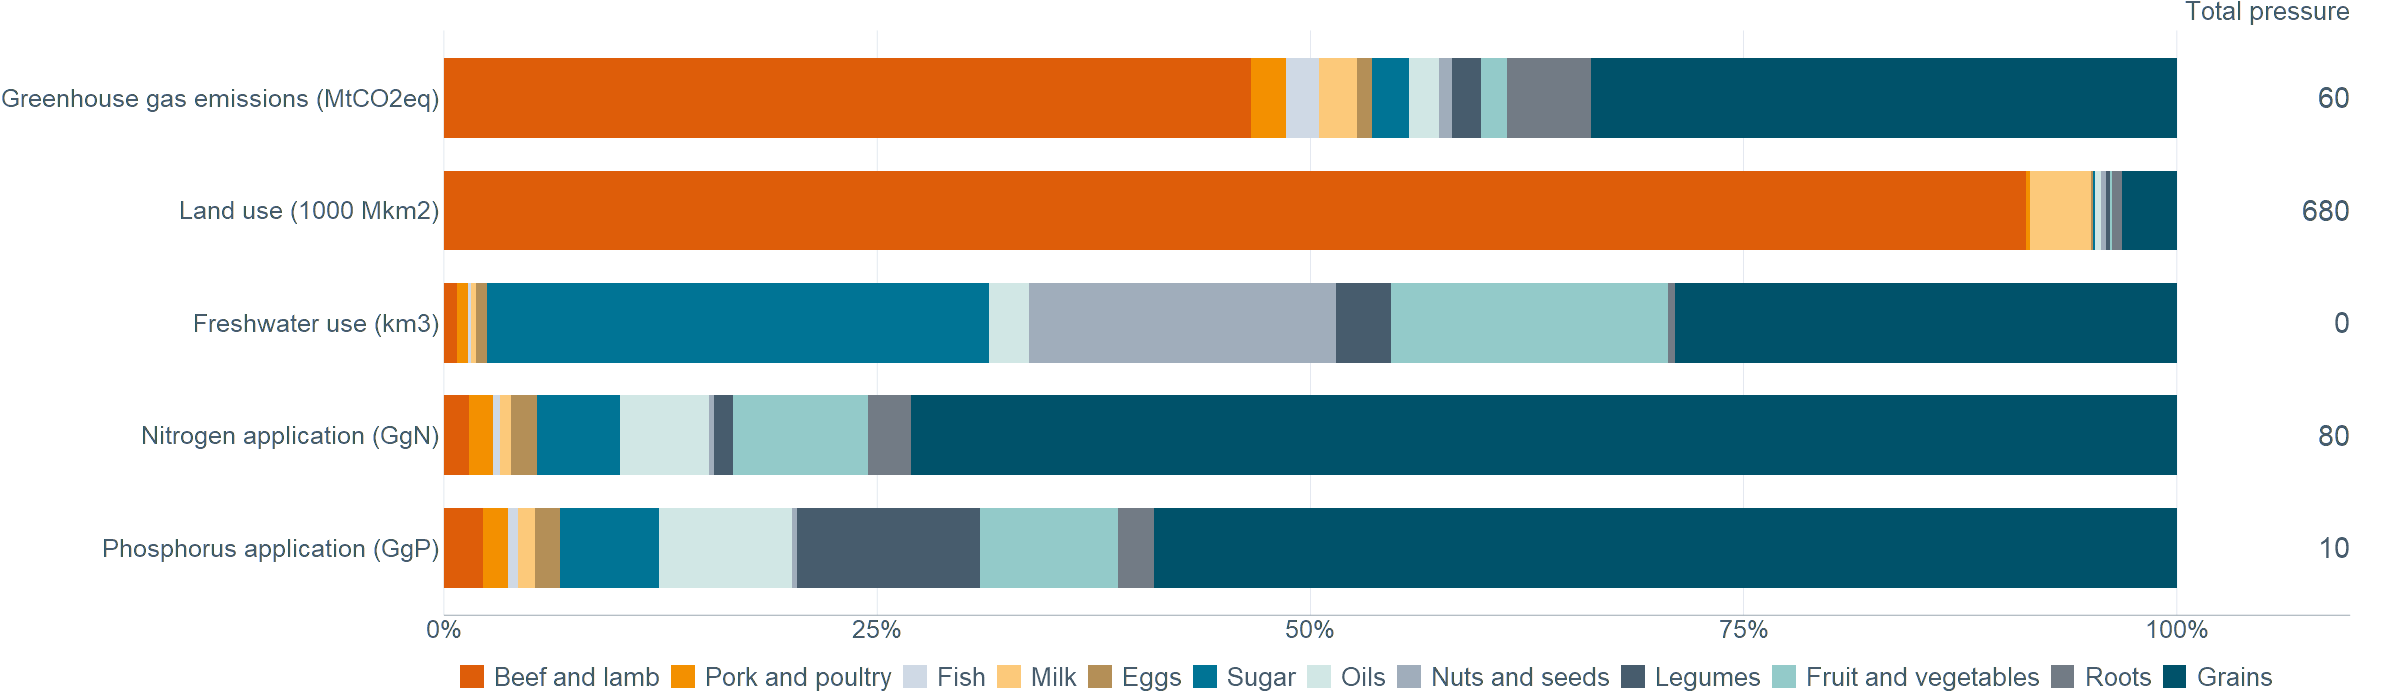 Total pressure
Greenhouse gas emissions (MtCO2eq) 60
Land use (1000 Mkm2) 680
Freshwater use (km3) 0
Nitrogen application (GgN) 80
Phosphorus application (GgP) 10
0% 25% 50% 75% 100%
Beef and lamb Pork and poultry Fish Milk Eggs Sugar Oils Nuts and seeds Legumes Fruit and vegetables Roots Grains